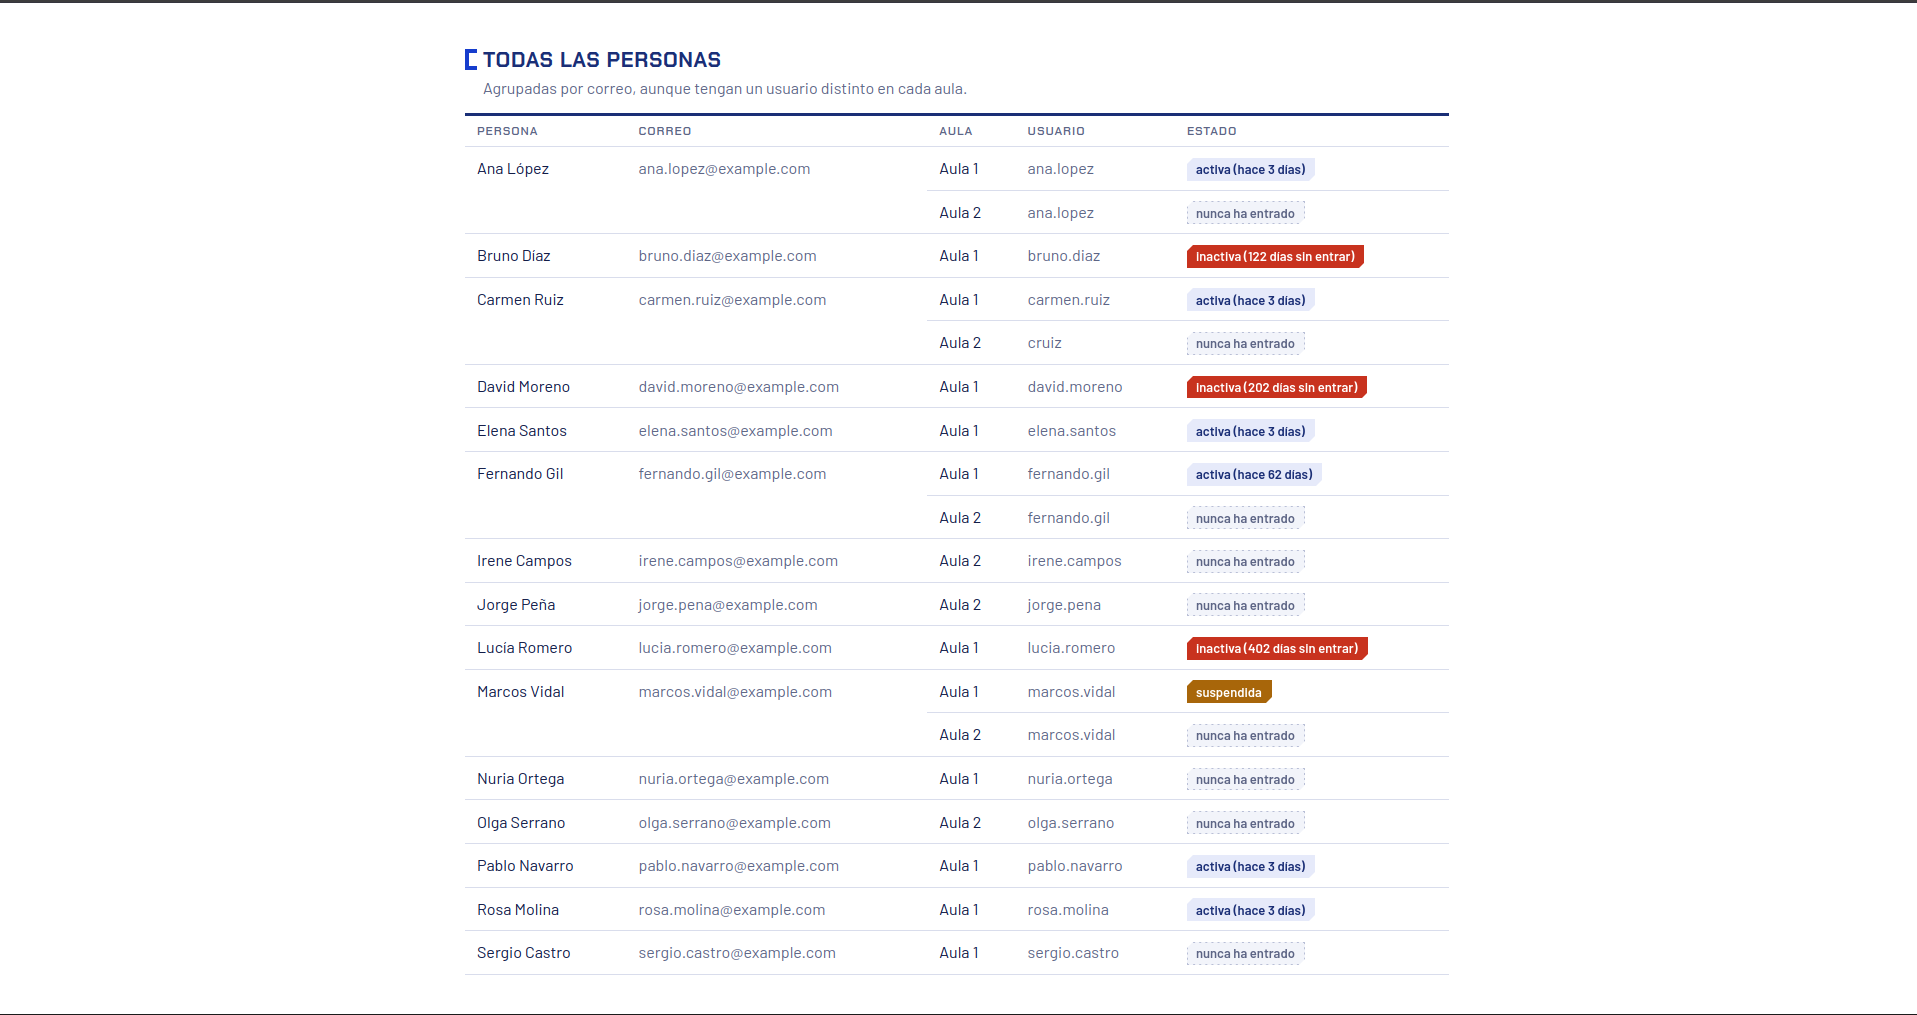 TODAS LAS PERSONAS
Agrupadas por correo, aunque tengan un usuario distinto en cada aula.
PERSONA CORREO AULA USUARIO ESTADO
Ana López ana.lopez@example.com Aula 1 ana.lopez activa (hace 3 días)
Aula 2 ana.lopez nunca ha entrado
Bruno Díaz bruno.diaz@example.com Aula 1 bruno.diaz inactiva (122 días sin entrar)
Carmen Ruiz carmen.ruiz@example.com Aula 1 carmen.ruiz activa (hace 3 días)
Aula 2 cruiz nunca ha entrado
David Moreno david.moreno@example.com Aula 1 david.moreno inactiva (202 días sin entrar)
Elena Santos elena.santos@example.com Aula 1 elena.santos activa (hace 3 días)
Fernando Gil fernando.gil@example.com Aula 1 fernando.gil activa (hace 62 días)
Aula 2 fernando.gil nunca ha entrado
Irene Campos irene.campos@example.com Aula 2 irene.campos nunca ha entrado
Jorge Peña jorge.pena@example.com Aula 2 jorge.pena nunca ha entrado
Lucía Romero lucia.romero@example.com Aula 1 lucia.romero inactiva (402 días sin entrar)
Marcos Vidal marcos.vidal@example.com Aula 1 marcos.vidal suspendida
Aula 2 marcos.vidal nunca ha entrado
Nuria Ortega nuria.ortega@example.com Aula 1 nuria.ortega nunca ha entrado
Olga Serrano olga.serrano@example.com Aula 2 olga.serrano nunca ha entrado
Pablo Navarro pablo.navarro@example.com Aula 1 pablo.navarro activa (hace 3 días)
Rosa Molina rosa.molina@example.com Aula 1 rosa.molina activa (hace 3 días)
Sergio Castro sergio.castro@example.com Aula 1 sergio.castro nunca ha entrado